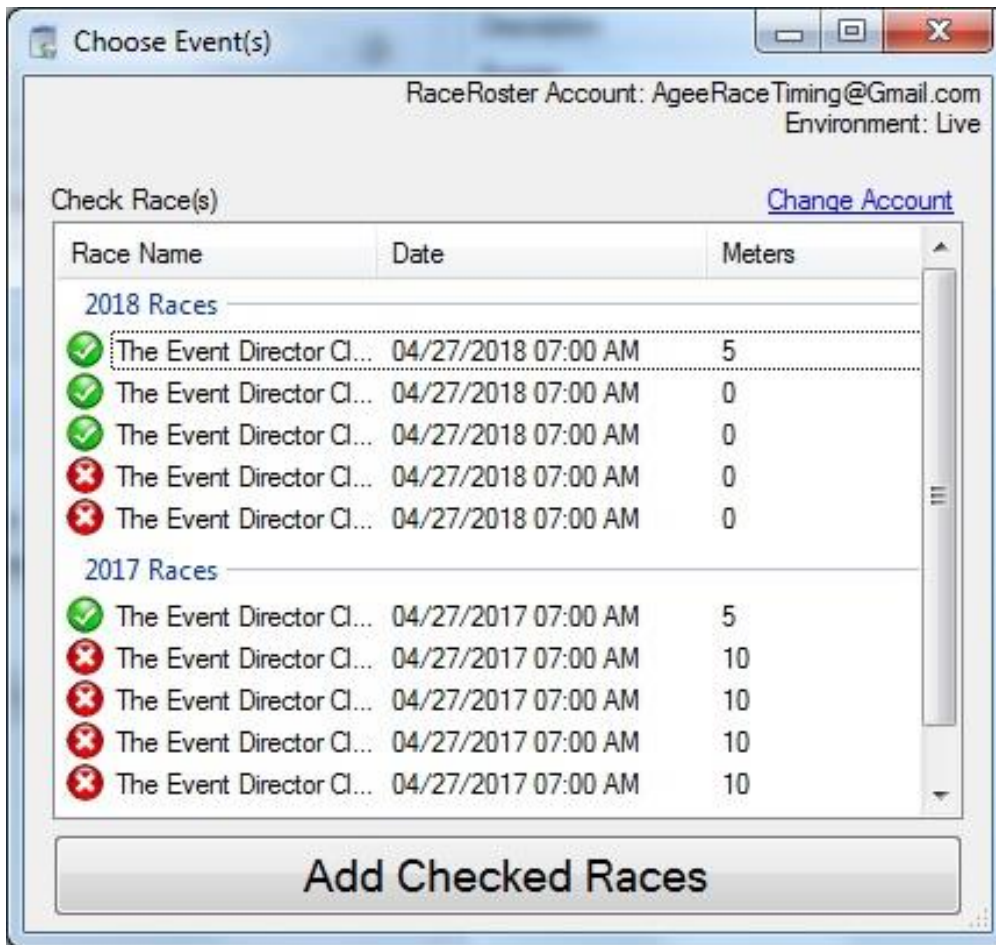 Choose Event(s)
RaceRoster Account: AgeeRaceTiming@Gmail.com
Environment: Live
Check Race(s) Change Account
Race Name Date Meters
2018 Races
The Event Director Cl... 04/27/2018 07:00 AM 5
The Event Director Cl... 04/27/2018 07:00 AM 0
The Event Director Cl... 04/27/2018 07:00 AM 0
The Event Director Cl... 04/27/2018 07:00 AM 0
The Event Director Cl... 04/27/2018 07:00 AM 0
2017 Races
The Event Director Cl... 04/27/2017 07:00 AM 5
The Event Director Cl... 04/27/2017 07:00 AM 10
The Event Director Cl... 04/27/2017 07:00 AM 10
The Event Director Cl... 04/27/2017 07:00 AM 10
The Event Director Cl... 04/27/2017 07:00 AM 10
Add Checked Races